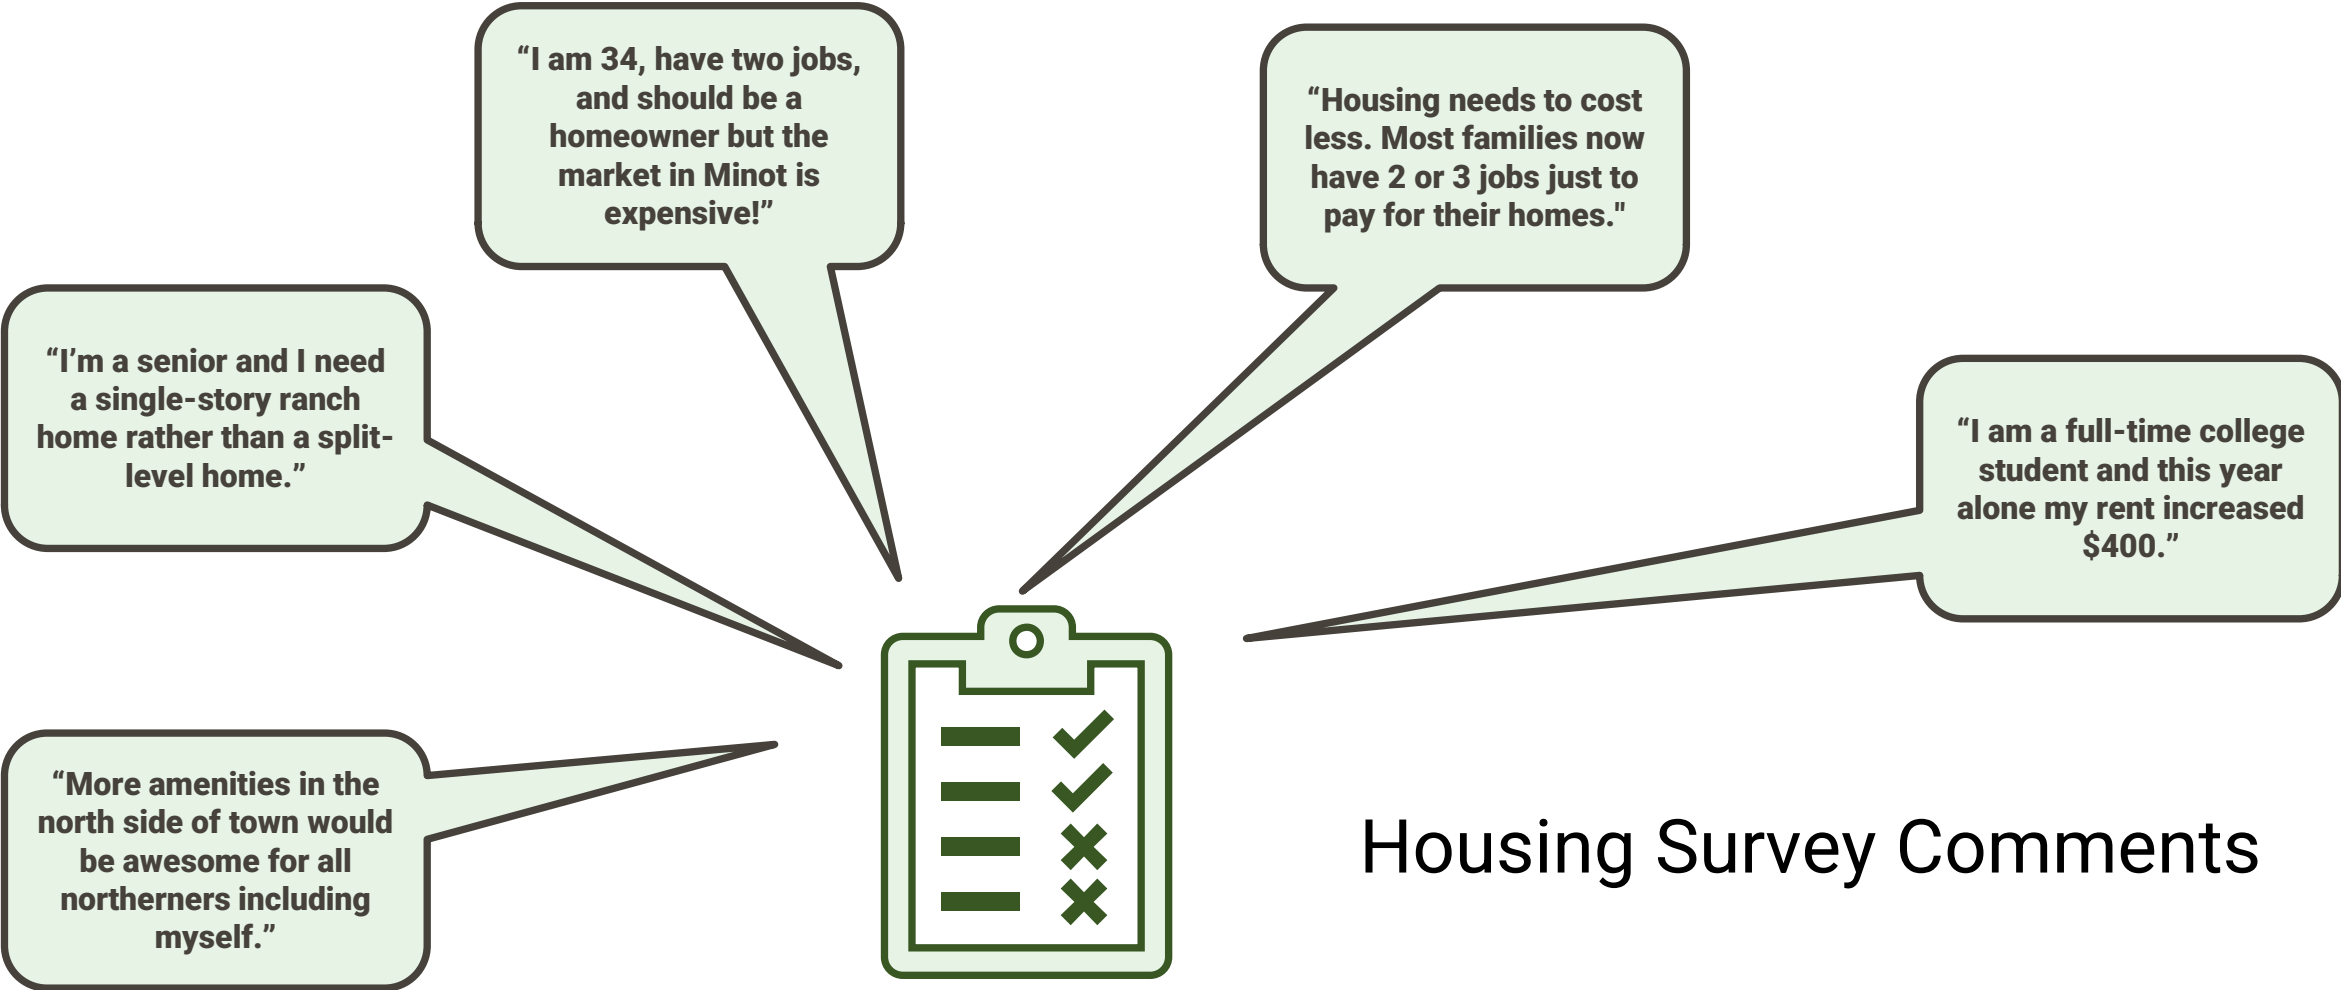 “I am 34, have two jobs,
and should be a
homeowner but the
market in Minot is
expensive!”
“Housing needs to cost
less. Most families now
have 2 or 3 jobs just to
pay for their homes."
“I’m a senior and I need
a single-story ranch
home rather than a split-
level home.”
“I am a full-time college
student and this year
alone my rent increased
$400.”
“More amenities in the
north side of town would
be awesome for all
northerners including
myself.”
Housing Survey Comments